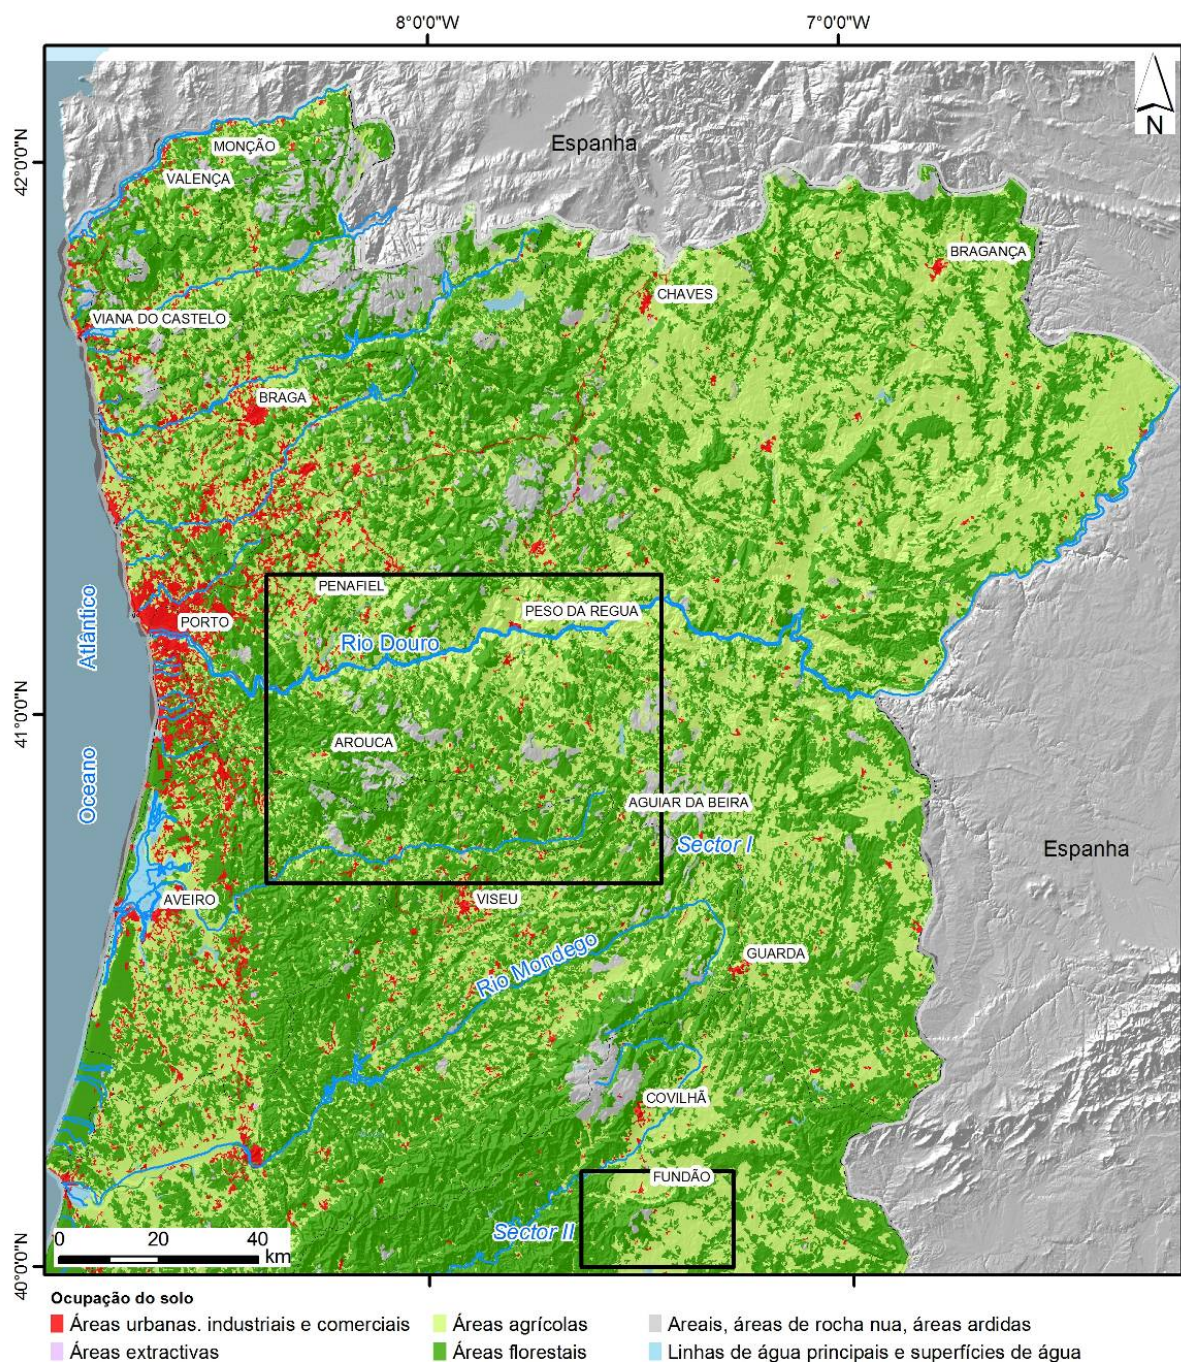 8°0'0"W
7°0'0"W
N
Espanha
42°0'0"N
MONÇÃO
VALENÇA
BRAGANÇA
CHAVES
VIANA DO CASTELO
BRAGA
PENAFIEL
PESO DA REGUA
PORTO
Rio Douro
Atlântico
41°0'0"N
AROUCA
Oceano
AGUIAR DA BEIRA
Sector I
Espanha
AVEIRO
VISEU
Rio Mondego
GUARDA
COVILHÃ
FUNDÃO
Sector II
0 20 40
km
40°0'0"N
Ocupação do solo
Áreas urbanas. industriais e comerciais
Áreas agrícolas
Areais, áreas de rocha nua, áreas ardidas
Áreas extractivas
Áreas florestais
Linhas de água principais e superfícies de água